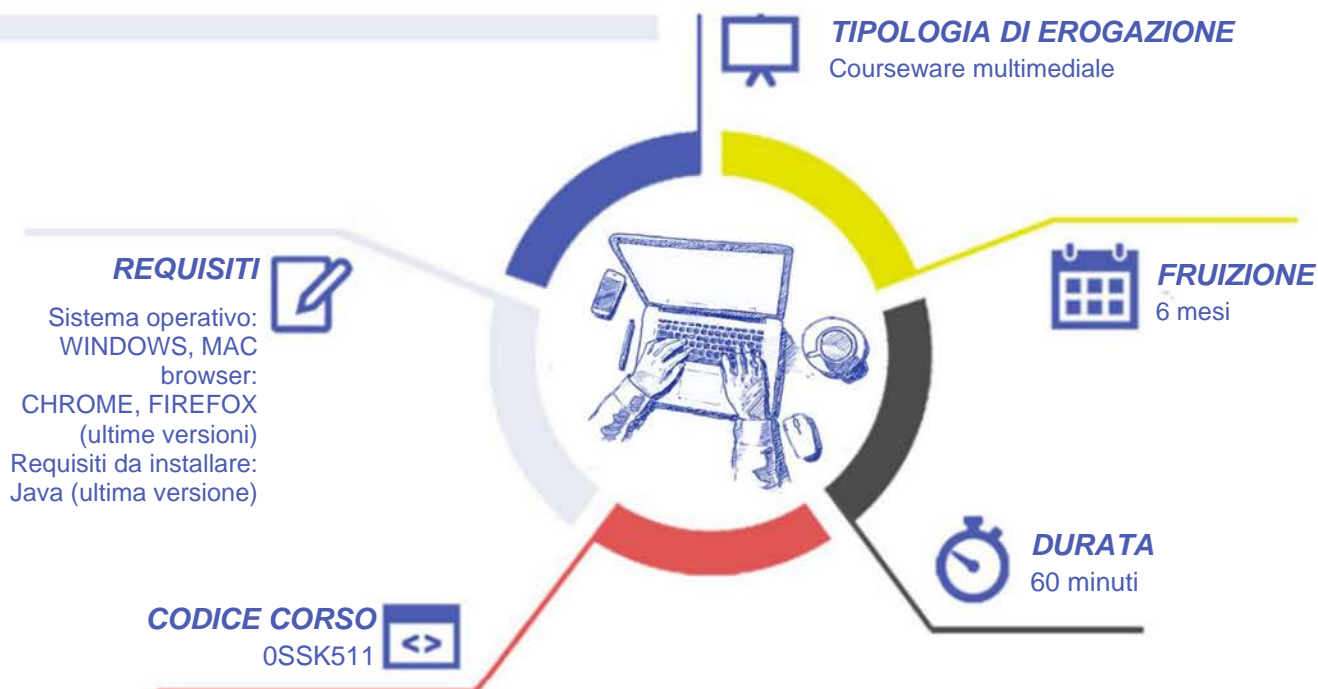 TIPOLOGIA DI EROGAZIONE
Courseware multimediale
REQUISITI
Sistema operativo:
WINDOWS, MAC
browser:
CHROME, FIREFOX
(ultime versioni)
Requisiti da installare:
Java (ultima versione)
FRUIZIONE
6 mesi
DURATA
60 minuti
CODICE CORSO
0SSK511